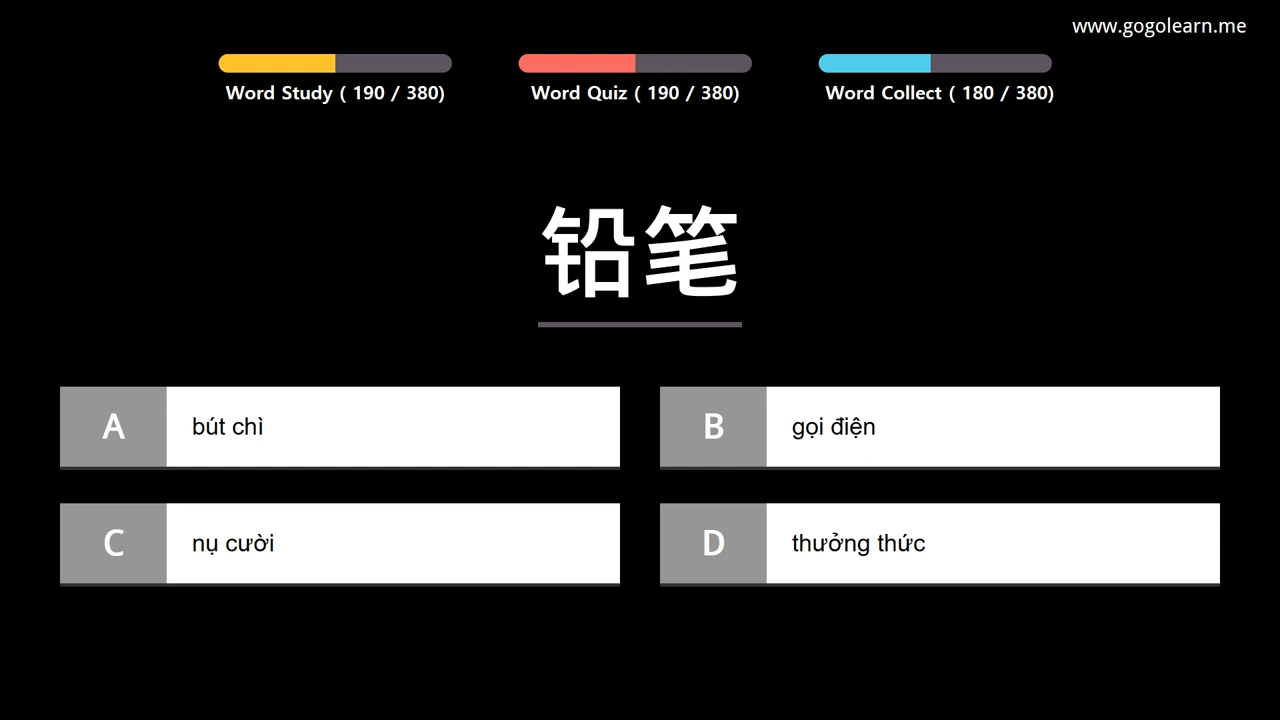 www.gogolearn.me
Word Study ( 190 / 380)
Word Quiz ( 190 / 380)
Word Collect ( 180 / 380)
铅笔
A bút chì
B gọi điện
C nụ cười
D thưởng thức